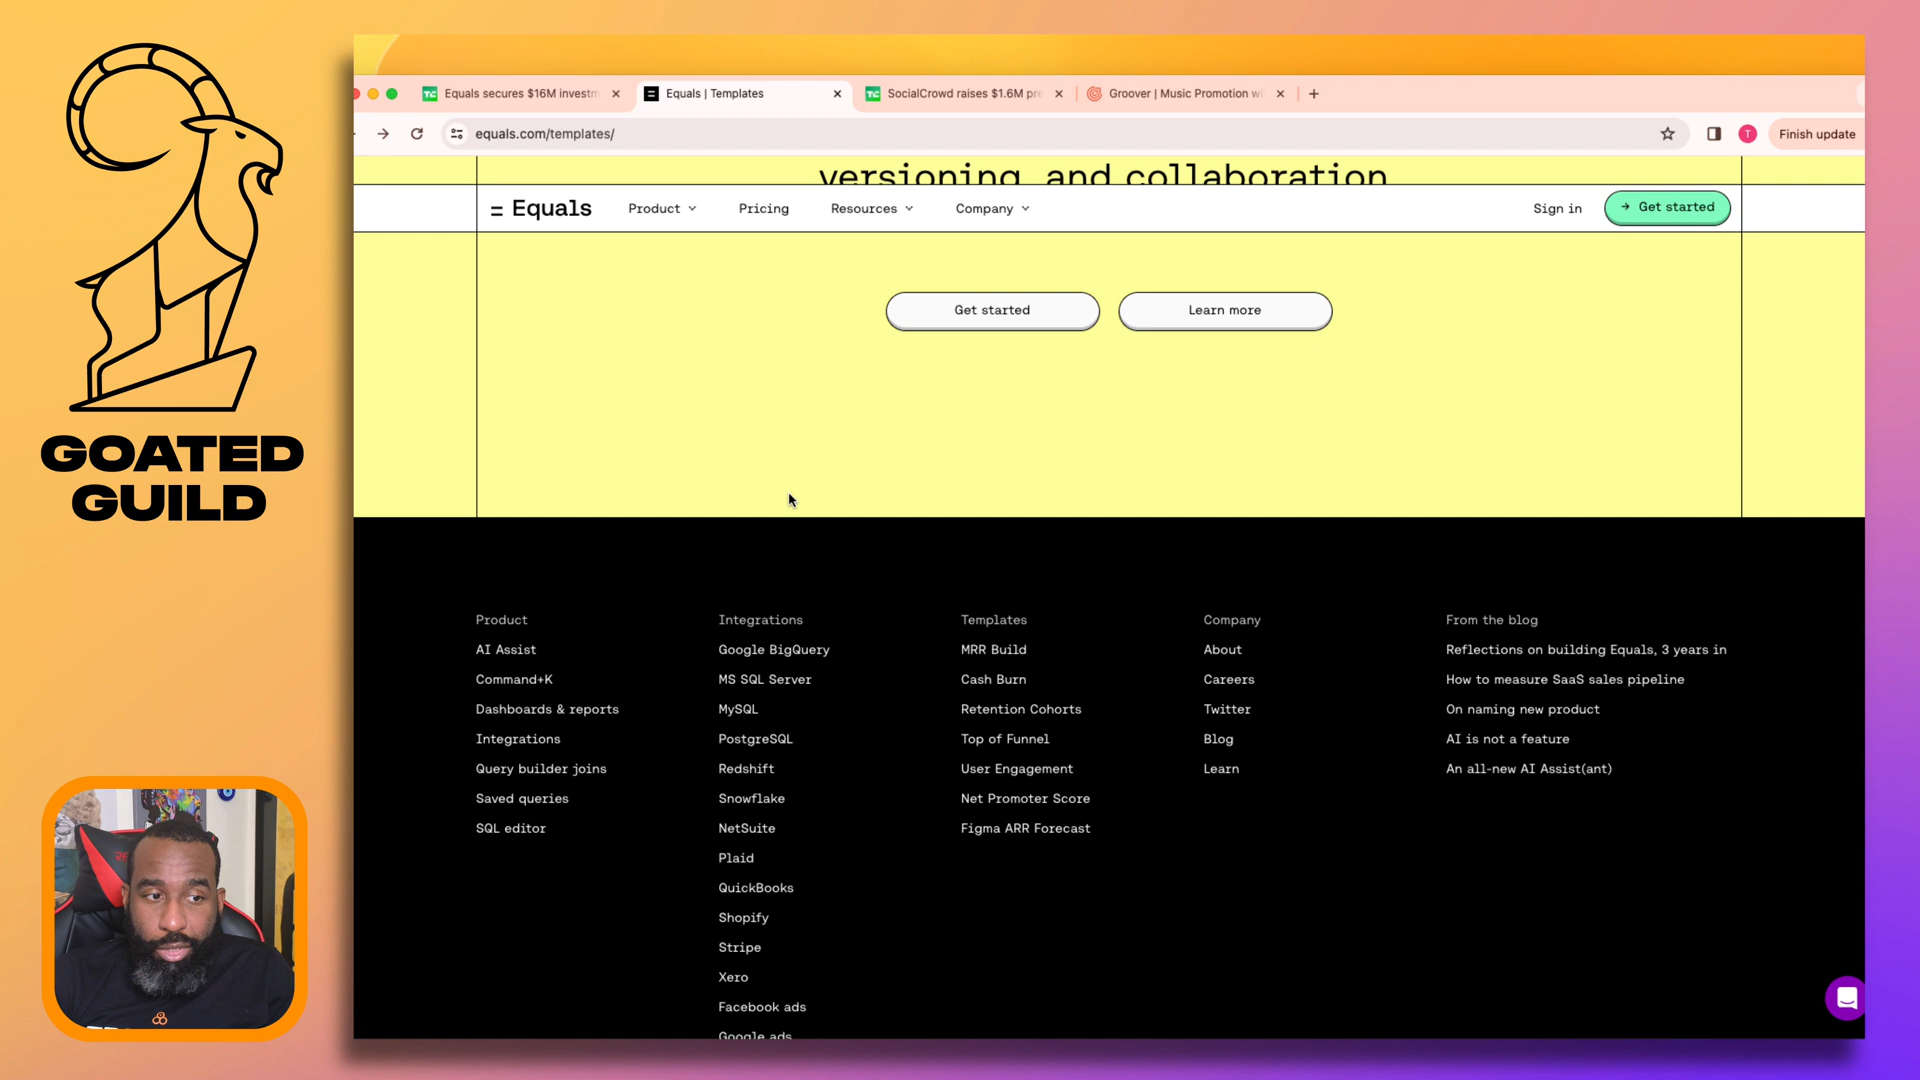 GOATED
GUILD
Equals secures $16M investm
Equals | Templates
SocialCrowd raises $1.6M pre
Groover | Music Promotion wi
equals.com/templates/
T
Finish update
versioning, and collaboration
= Equals
Product
Pricing
Resources
Company
Sign in
→ Get started
Get started
Learn more
Product
AI Assist
Command+K
Dashboards & reports
Integrations
Query builder joins
Saved queries
SQL editor
Integrations
Google BigQuery
MS SQL Server
MySQL
PostgreSQL
Redshift
Snowflake
NetSuite
Plaid
QuickBooks
Shopify
Stripe
Xero
Facebook ads
Google ads
Templates
MRR Build
Cash Burn
Retention Cohorts
Top of Funnel
User Engagement
Net Promoter Score
Figma ARR Forecast
Company
About
Careers
Twitter
Blog
Learn
From the blog
Reflections on building Equals, 3 years in
How to measure SaaS sales pipeline
On naming new product
AI is not a feature
An all-new AI Assist(ant)